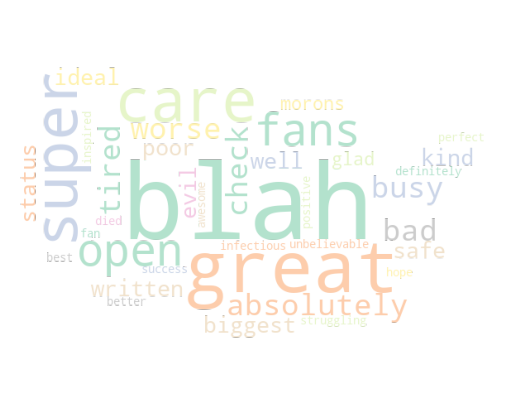 ideal
super
care
morons
inspired
worse
fans
perfect
status
tired
check
poor
well
glad
kind
definitely
evil
awesome
blah
positive
busy
died
fan
open
bad
infectious
unbelievable
safe
best
success
great
hope
written
better
absolutely
biggest
struggling